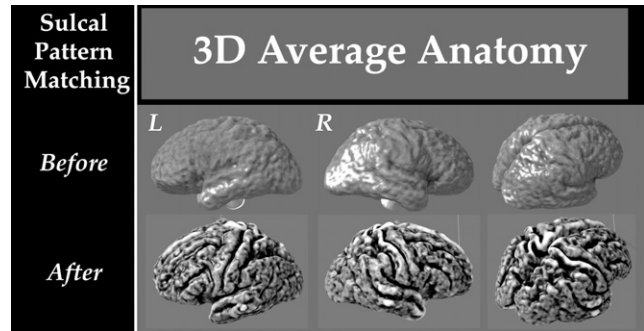 Sulcal
Pattern
Matching
3D Average Anatomy
L
R
Before
After